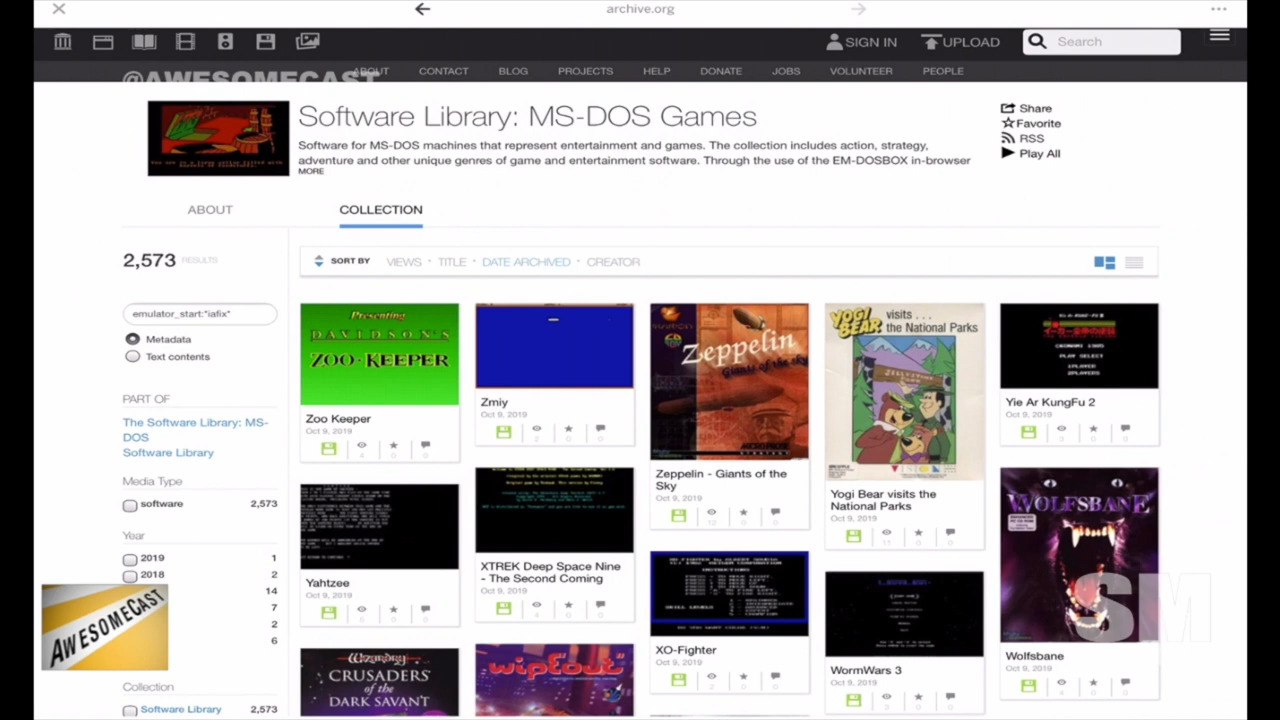 archive.org
SIGN IN
UPLOAD
Search
@AWESOMECAST
ABOUT
CONTACT
BLOG
PROJECTS
HELP
DONATE
JOBS
VOLUNTEER
PEOPLE
Software Library: MS-DOS Games
Software for MS-DOS machines that represent entertainment and games. The collection includes action, strategy,
adventure and other unique genres of game and entertainment software. Through the use of the EM-DOSBOX in-browser
MORE
Share
Favorite
RSS
Play All
ABOUT
COLLECTION
2,573 RESULTS
SORT BY
VIEWS · TITLE · DATE ARCHIVED · CREATOR
emulator_start:"iafix"
Metadata
Text contents
PART OF
The Software Library: MS-
DOS
Software Library
Media Type
software 2,573
Year
2019 1
2018 2
14
7
2
6
Collection
Software Library 2,573
AWESOMECAST
Presenting
DAVIDSON'S
ZOO-KEEPER
Zoo Keeper
Oct 9, 2019
Zmiy
Oct 9, 2019
Zeppelin
Giants of the sky
Zeppelin - Giants of the
Sky
Oct 9, 2019
YOGI BEAR visits ...
the National Parks
Yogi Bear visits the
National Parks
Oct 9, 2019
Yie Ar KungFu 2
Oct 9, 2019
Yahtzee
Oct 9, 2019
XTREK Deep Space Nine
- The Second Coming
Oct 9, 2019
XO-Fighter
Oct 9, 2019
WormWars 3
Oct 9, 2019
WOLFSBANE
Wolfsbane
Oct 9, 2019
Wizardry
CRUSADERS
of the
DARK SAVANT
wipeout